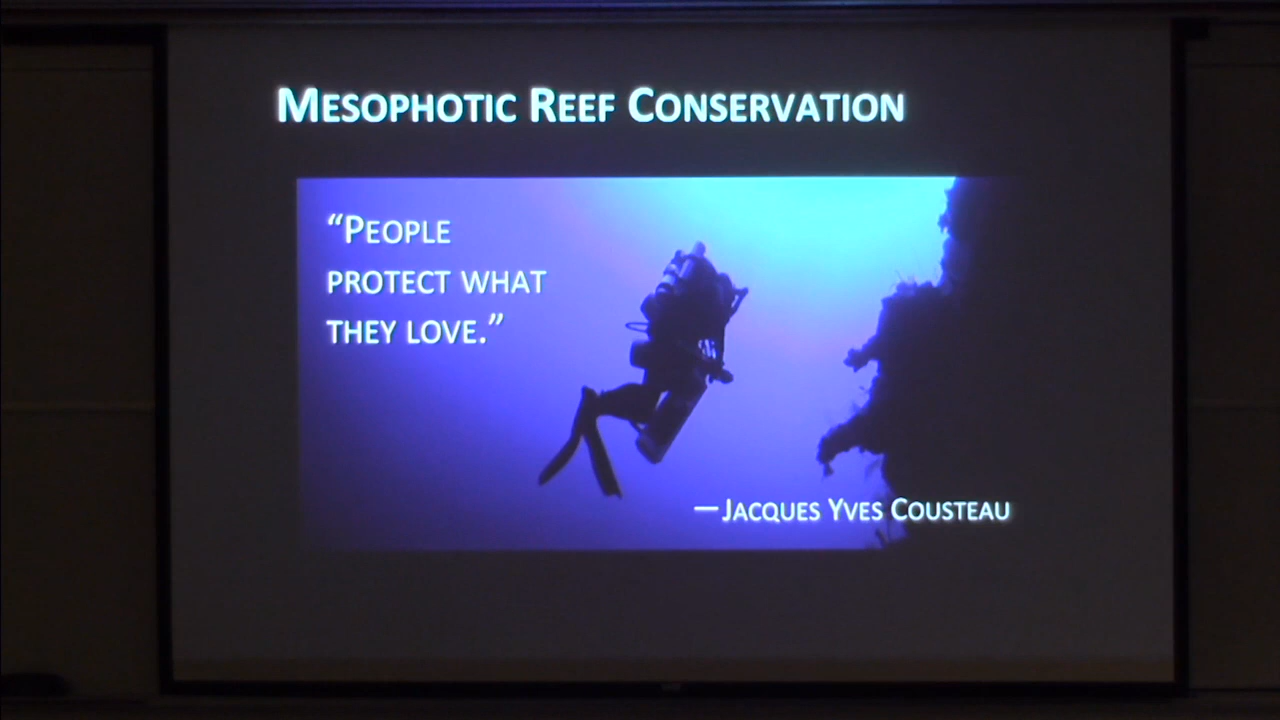 Mesophotic Reef Conservation
“People
protect what
they love.”
—Jacques Yves Cousteau